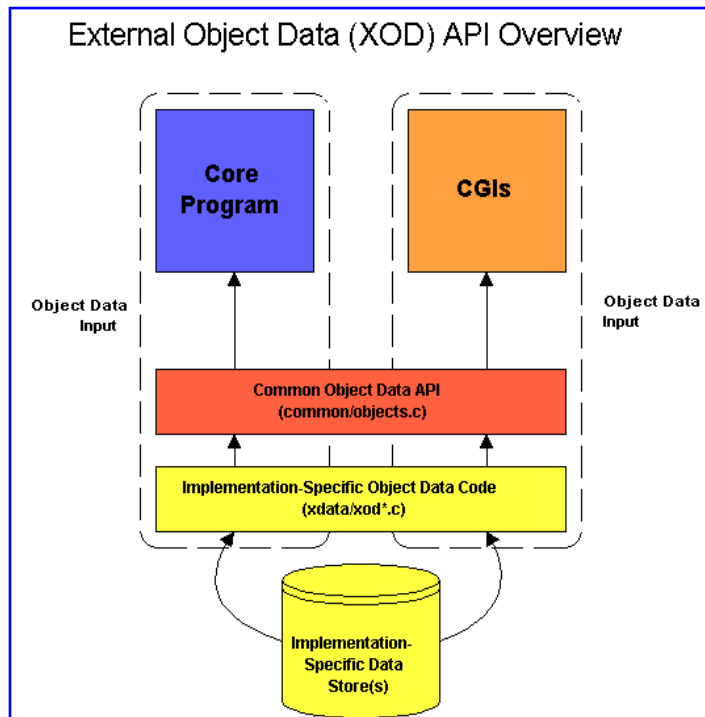 External Object Data (XOD) API Overview
Core
Program
CGIs
Object Data
Input
Object Data
Input
Common Object Data API
(common/objects.c)
Implementation-Specific Object Data Code
(xdata/xod*.c)
Implementation-
Specific Data
Store(s)